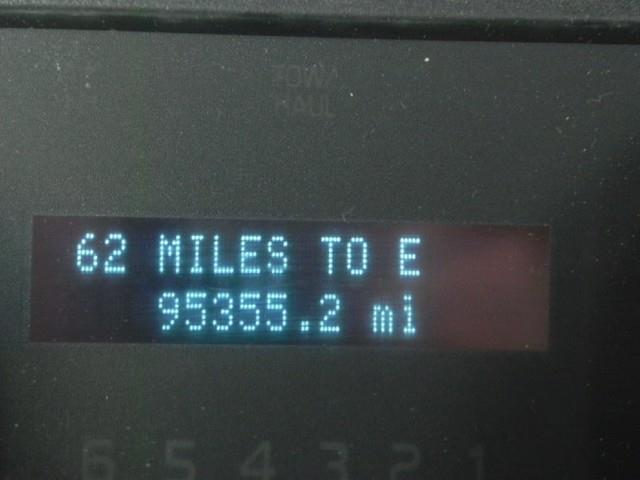 TOW/
HAUL
62 MILES TO E
95355.2 mi
6 5 4 3 2 1